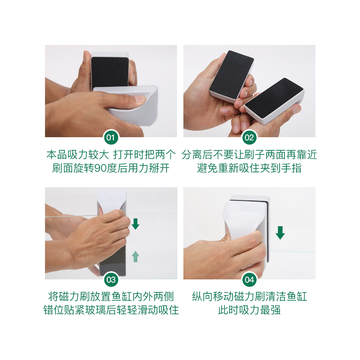 01
本品吸力较大 打开时把两个
刷面旋转90度后用力掰开
02
分离后不要让刷子两面再靠近
避免重新吸住夹到手指
03
将磁力刷放置鱼缸内外两侧
错位贴紧玻璃后轻轻滑动吸住
04
纵向移动磁力刷清洁鱼缸
此时吸力最强